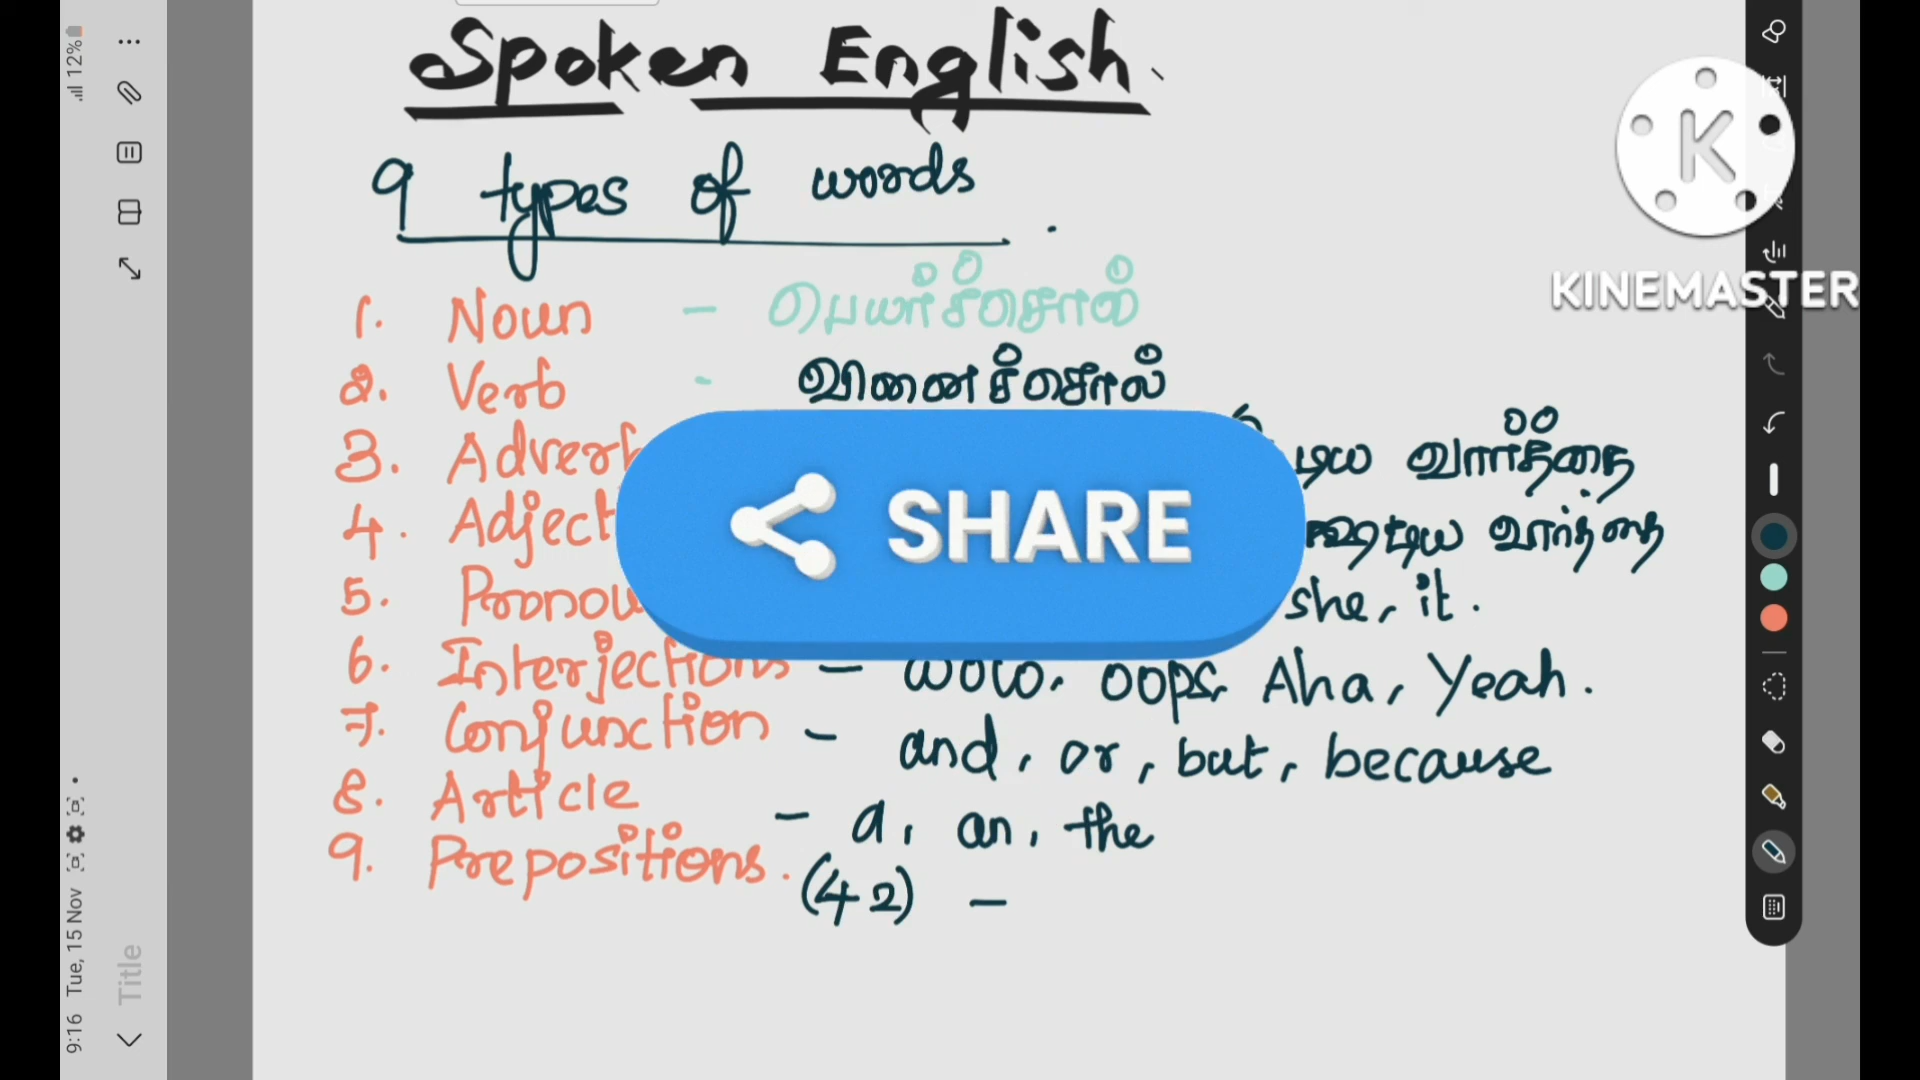 Spoken English.
9 types of words.
1. Noun - பெயர்ச்சொல்
2. Verb - வினைச்சொல்
3. Adverb வார்த்தை
4. Adject வார்த்தை
5. Pronou she, it.
6. Interjections - wow, oops, Aha, Yeah.
7. Conjunction - and, or, but, because
8. Article - a, an, the
9. Prepositions. (42) -
SHARE
K
KINEMASTER
12%
9:16 Tue, 15 Nov
Title